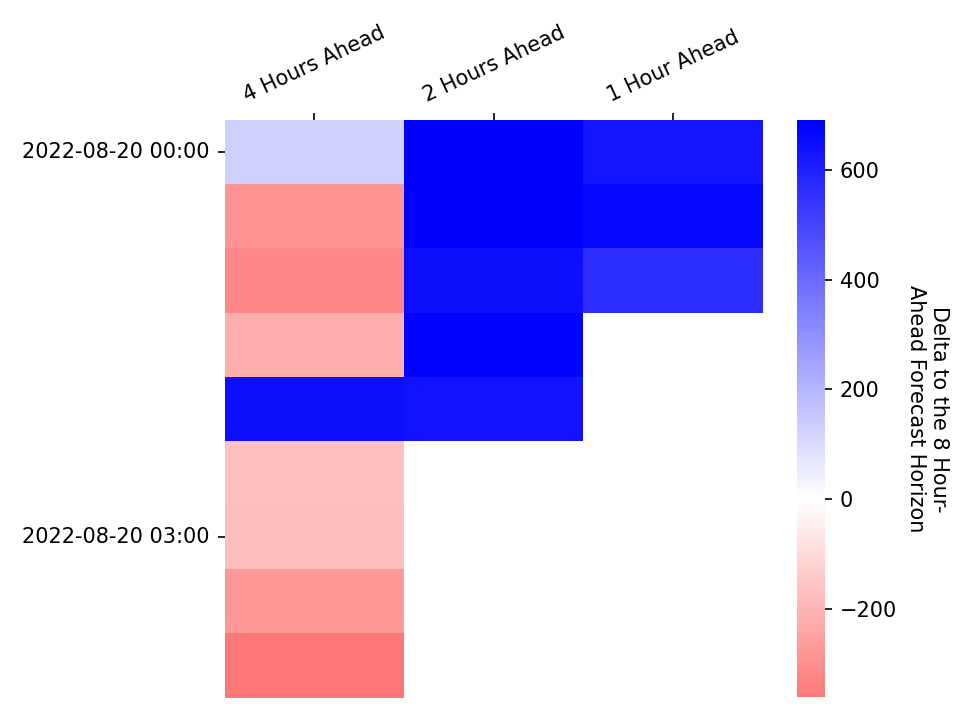 4 Hours Ahead
2 Hours Ahead
1 Hour Ahead
2022-08-20 00:00
2022-08-20 03:00
600
400
200
0
−200
Delta to the 8 Hour-
Ahead Forecast Horizon